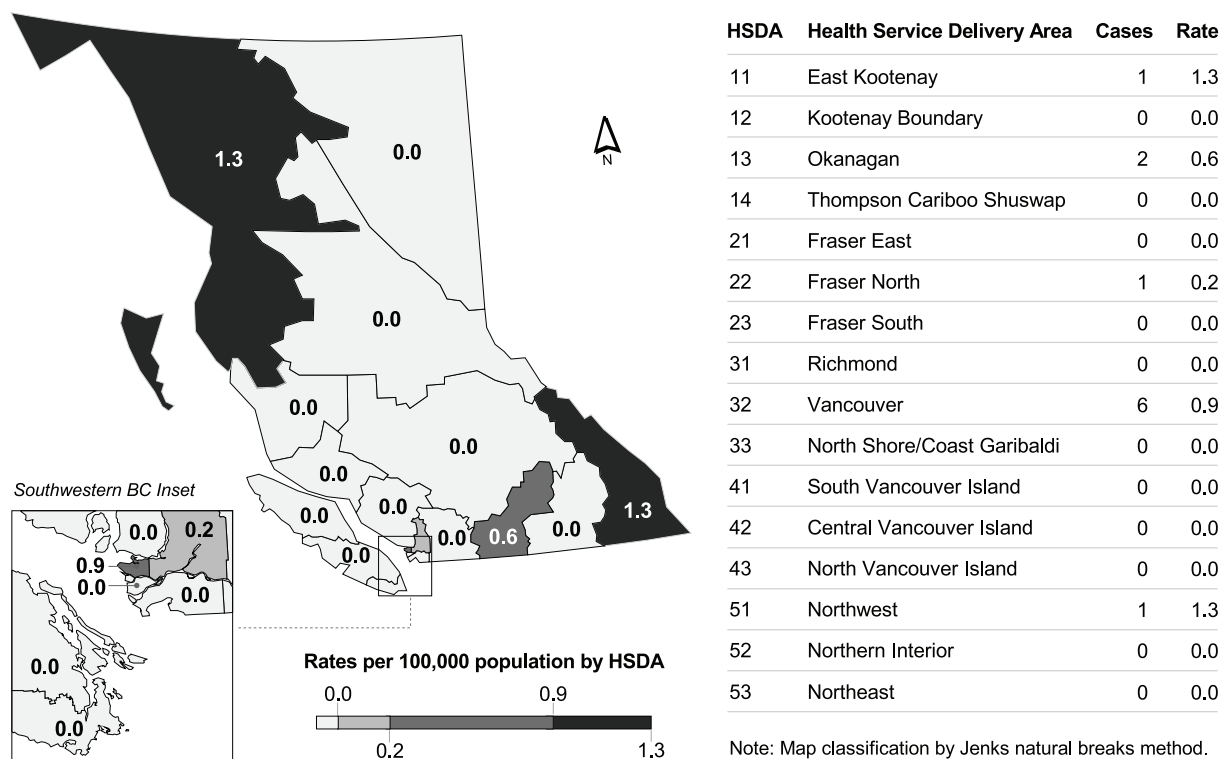 1.3
0.0
N
0.0
0.0
0.0
0.0
0.0
0.0
0.0
0.6
0.0
1.3
0.0
Southwestern BC Inset
0.0
0.2
0.9
0.0
0.0
0.0
0.0
Rates per 100,000 population by HSDA
0.0 0.9
0.2 1.3
HSDA Health Service Delivery Area Cases Rate
11 East Kootenay 1 1.3
12 Kootenay Boundary 0 0.0
13 Okanagan 2 0.6
14 Thompson Cariboo Shuswap 0 0.0
21 Fraser East 0 0.0
22 Fraser North 1 0.2
23 Fraser South 0 0.0
31 Richmond 0 0.0
32 Vancouver 6 0.9
33 North Shore/Coast Garibaldi 0 0.0
41 South Vancouver Island 0 0.0
42 Central Vancouver Island 0 0.0
43 North Vancouver Island 0 0.0
51 Northwest 1 1.3
52 Northern Interior 0 0.0
53 Northeast 0 0.0
Note: Map classification by Jenks natural breaks method.